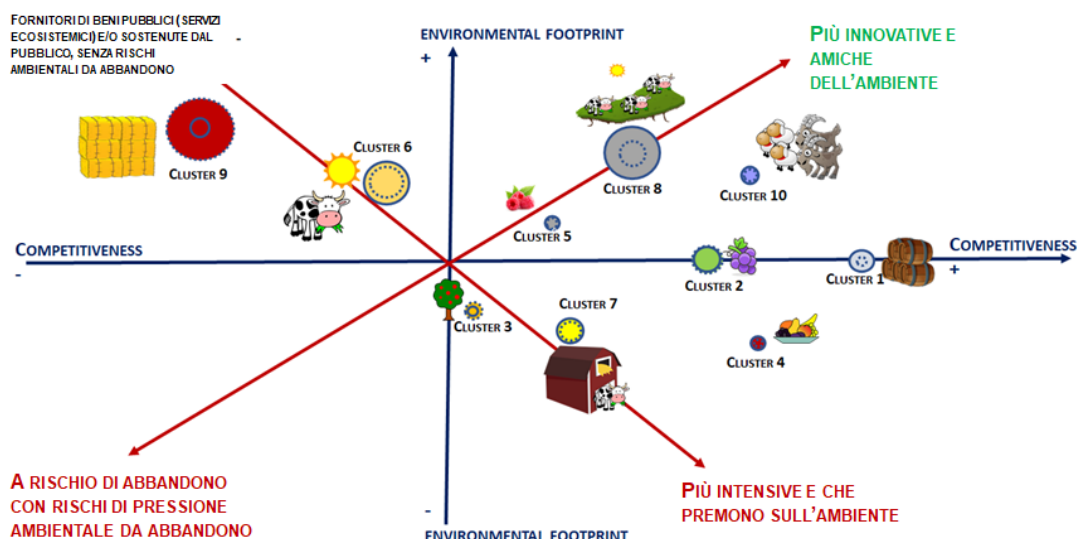 FORNITORI DI BENI PUBBLICI (SERVIZI
ECOSISTEMICI) E/O SOSTENUTE DAL
PUBBLICO, SENZA RISCHI
AMBIENTALI DA ABBANDONO
-
ENVIRONMENTAL FOOTPRINT
+
PIÙ INNOVATIVE E
AMICHE
DELL'AMBIENTE
CLUSTER 9
CLUSTER 6
CLUSTER 8
CLUSTER 10
CLUSTER 5
COMPETITIVENESS
-
COMPETITIVENESS
+
CLUSTER 2
CLUSTER 1
CLUSTER 3
CLUSTER 7
CLUSTER 4
A RISCHIO DI ABBANDONO
CON RISCHI DI PRESSIONE
AMBIENTALE DA ABBANDONO
-
ENVIRONMENTAL FOOTPRINT
PIÙ INTENSIVE E CHE
PREMONO SULL'AMBIENTE